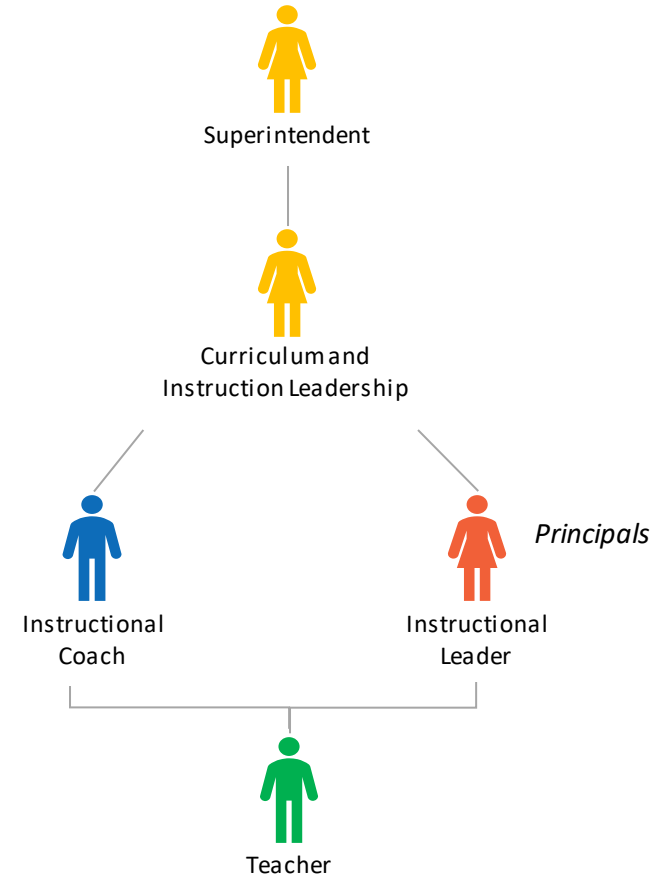 Superintendent
Curriculum and
Instruction Leadership
Principals
Instructional
Coach
Instructional
Leader
Teacher